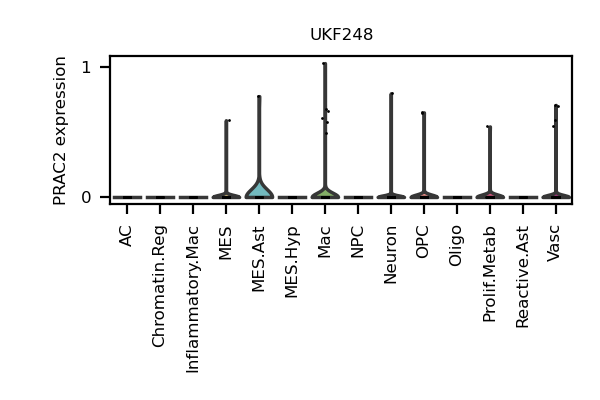 UKF248
PRAC2 expression
1
0
AC
Chromatin.Reg
Inflammatory.Mac
MES
MES.Ast
MES.Hyp
Mac
NPC
Neuron
OPC
Oligo
Prolif.Metab
Reactive.Ast
Vasc